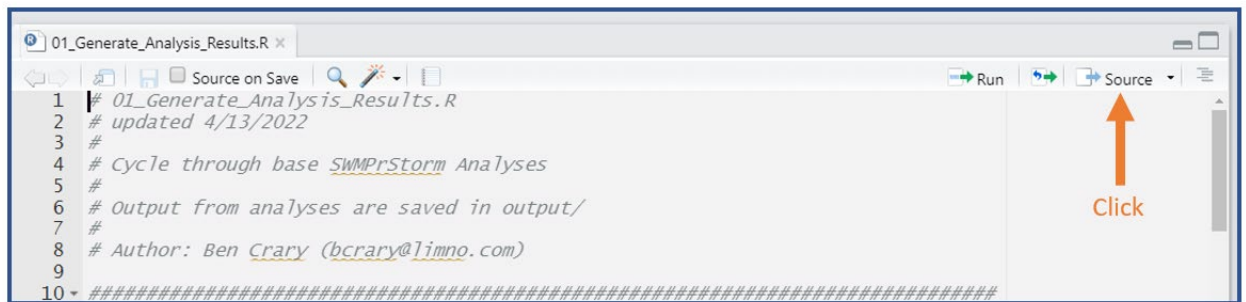 01_Generate_Analysis_Results.R
Source on Save
Run
Source
1 # 01_Generate_Analysis_Results.R
2 # updated 4/13/2022
3 #
4 # Cycle through base SWMPrStorm Analyses
5 #
6 # Output from analyses are saved in output/
7 #
8 # Author: Ben Crary (bcrary@limno.com)
9
10 ##############################################################################
Click